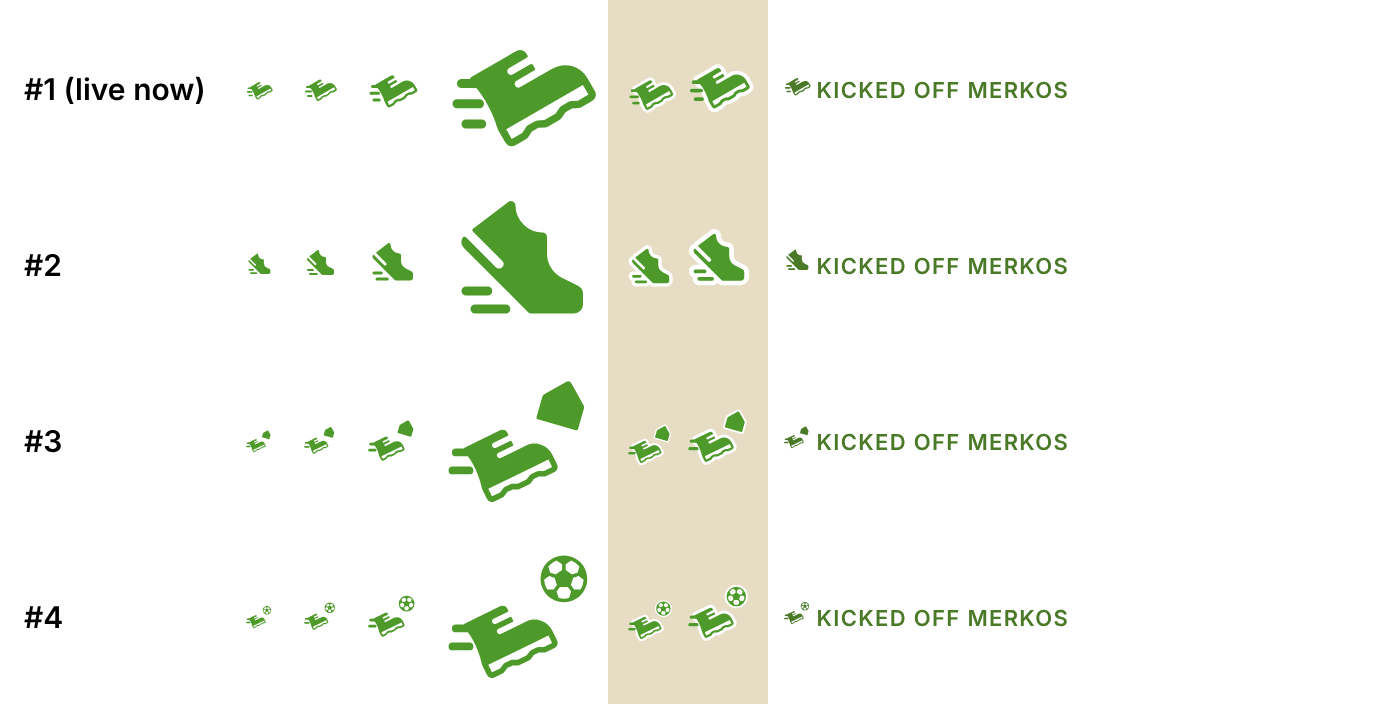 #1 (live now) KICKED OFF MERKOS
#2 KICKED OFF MERKOS
#3 KICKED OFF MERKOS
#4 KICKED OFF MERKOS